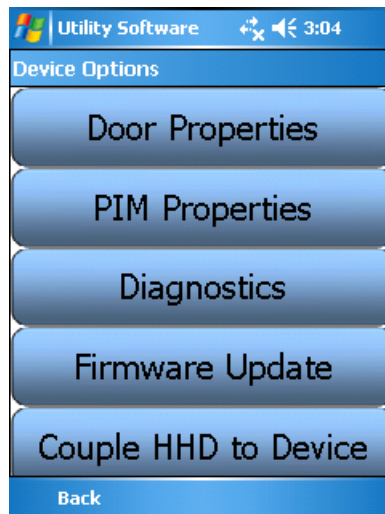 Utility Software 3:04
Device Options
Door Properties
PIM Properties
Diagnostics
Firmware Update
Couple HHD to Device
Back